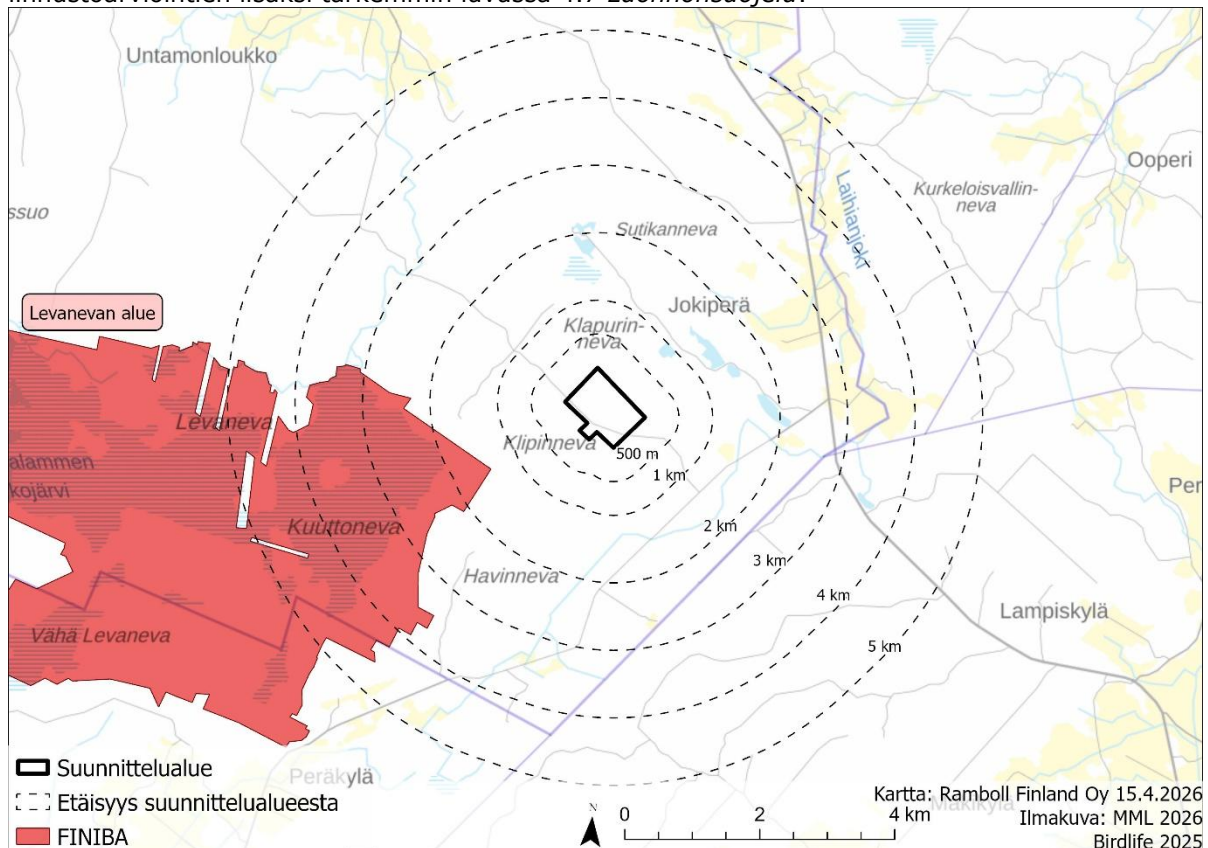 Untamonloukko
Ooperi
Kurkeloisvallin-
neva
Laihianjoki
ssuo
Sutikanneva
Levanevan alue
Jokiperä
Klapurin-
neva
Levaneva
Klipinneva
500 m
1 km
alammen
kojärvi
Per
Kuuttoneva
2 km
3 km
Havinneva
4 km
Lampiskylä
Vähä Levaneva
5 km
Peräkylä
Mäkikylä
Suunnittelualue
Etäisyys suunnittelualueesta
FINIBA
N
0 2 4 km
Kartta: Ramboll Finland Oy 15.4.2026
Ilmakuva: MML 2026
Birdlife 2025